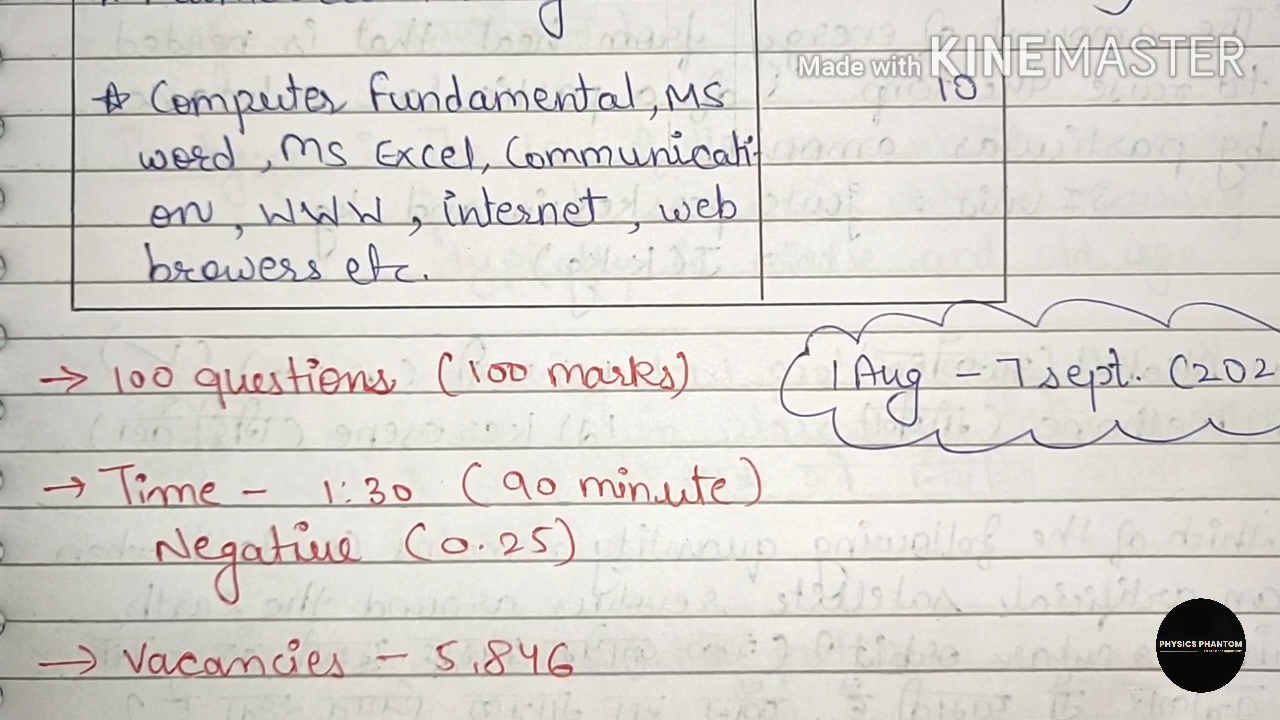 Made with KINEMASTER
☆ Computer Fundamental, MS 10
word, MS Excel, Communicati-
on, WWW, internet, web
browers etc.
→ 100 questions (100 marks)
1 Aug - 7 sept. (202
→ Time - 1:30 (90 minute)
Negative (0.25)
→ Vacancies - 5,846
PHYSICS PHANTOM